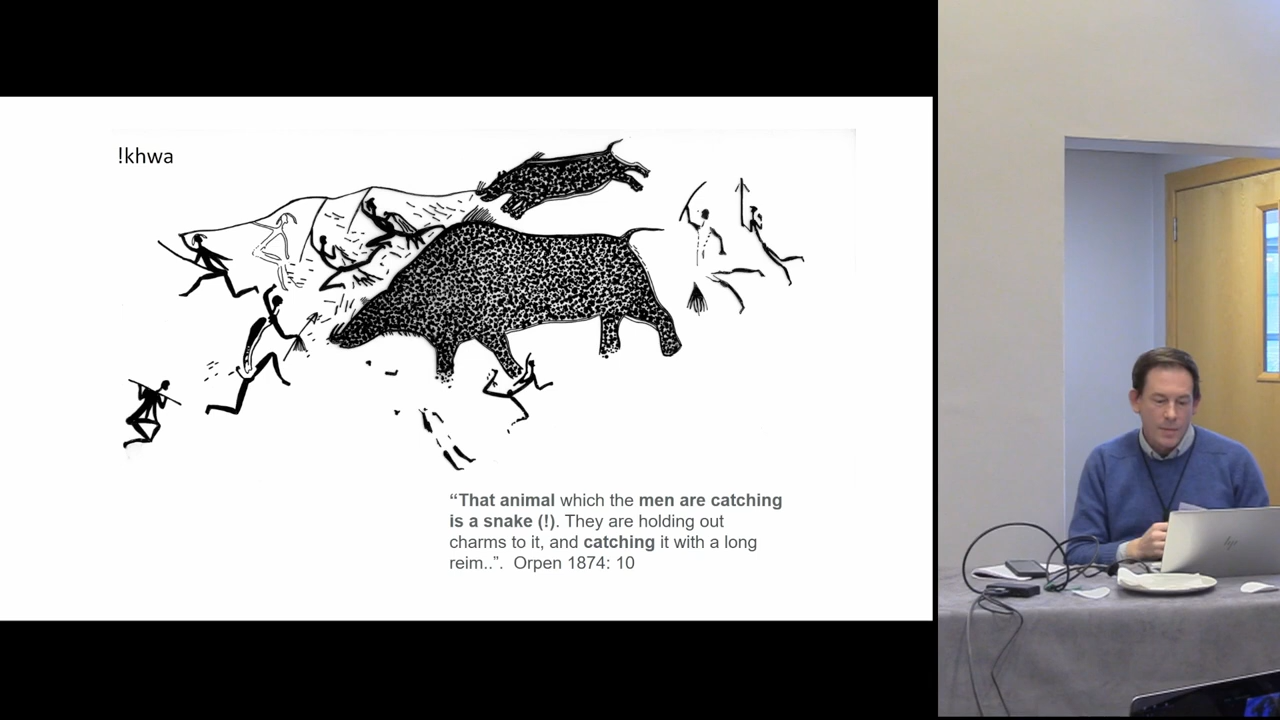 !khwa
“That animal which the men are catching
is a snake (!). They are holding out
charms to it, and catching it with a long
reim..”.  Orpen 1874: 10
hp